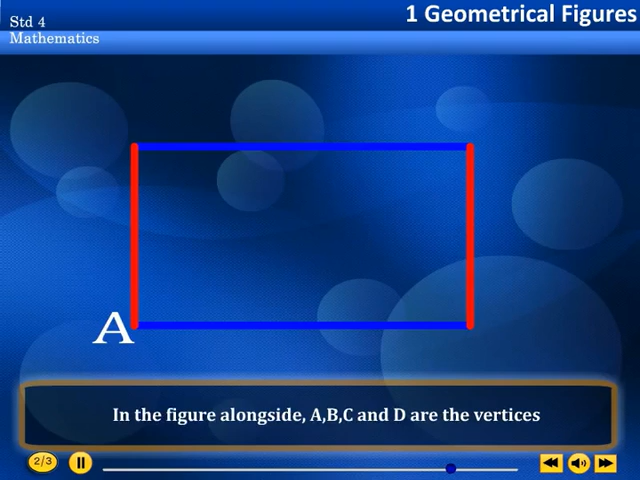 1 Geometrical Figures
Std 4
Mathematics
A
In the figure alongside, A,B,C and D are the vertices
2/3